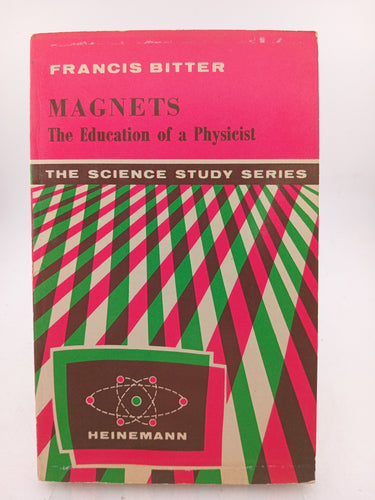 FRANCIS BITTER
MAGNETS
The Education of a Physicist
THE SCIENCE STUDY SERIES
HEINEMANN